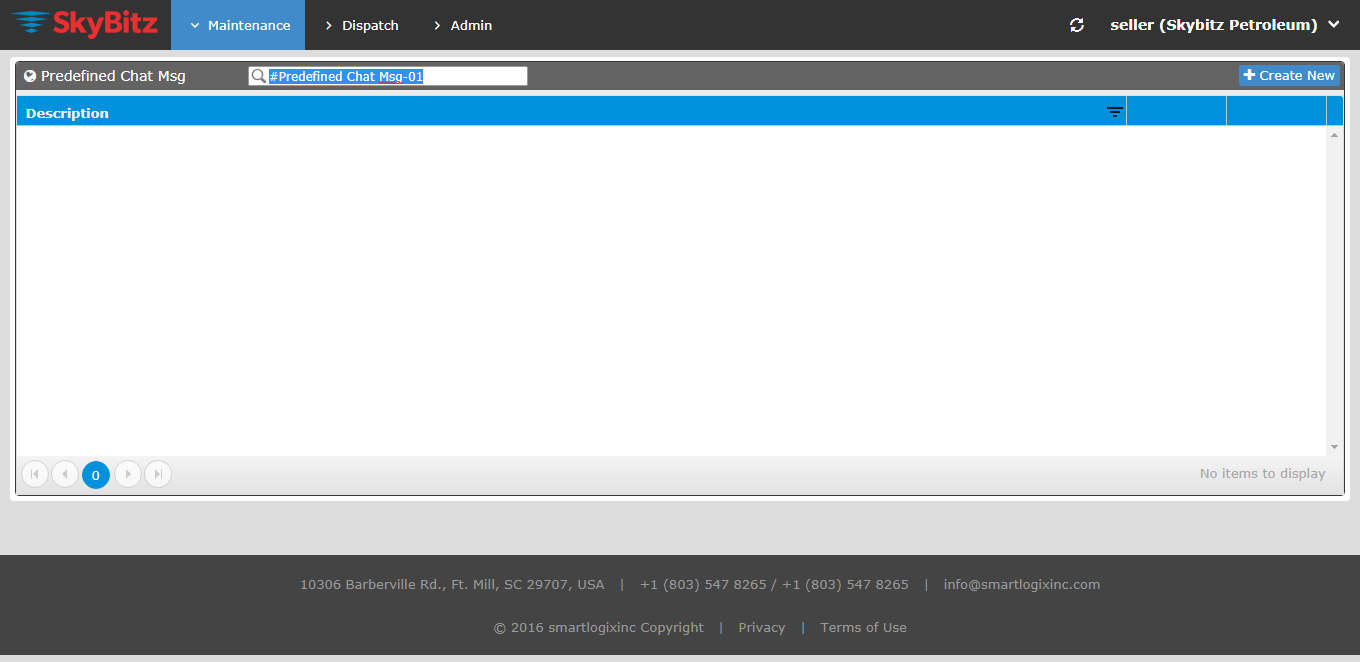 SkyBitz Maintenance Dispatch Admin seller (Skybitz Petroleum)
Predefined Chat Msg #Predefined Chat Msg-01 Create New
Description
0 No items to display
10306 Barberville Rd., Ft. Mill, SC 29707, USA | +1 (803) 547 8265 / +1 (803) 547 8265 | info@smartlogixinc.com
© 2016 smartlogixinc Copyright | Privacy | Terms of Use